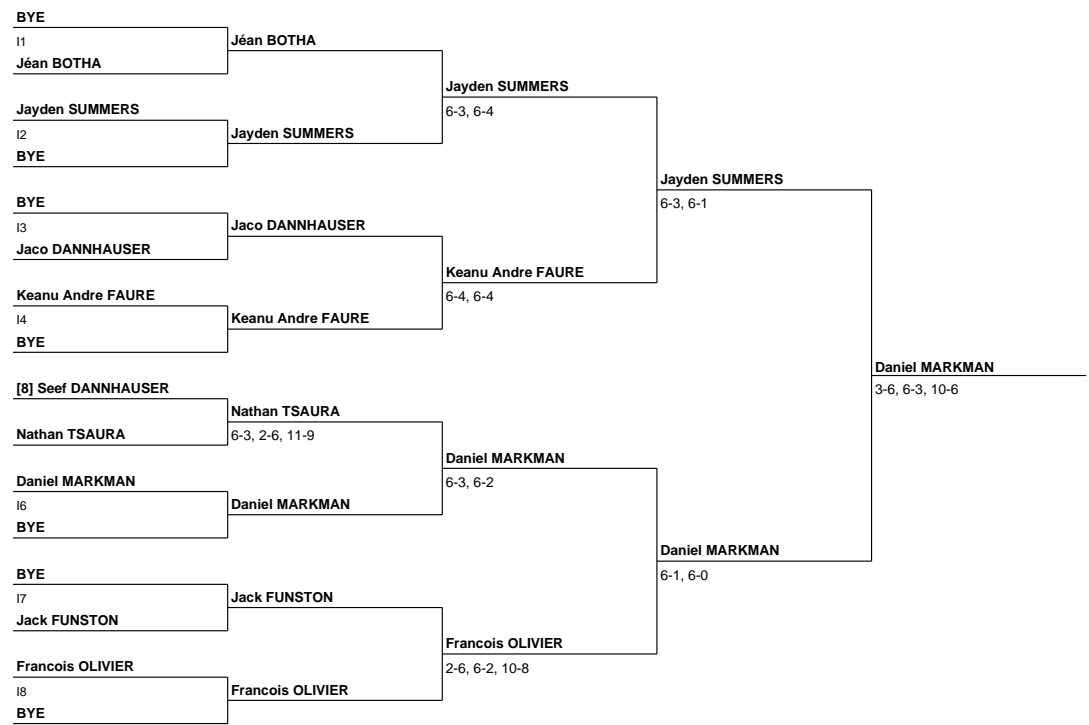 BYE
I1
Jéan BOTHA
Jayden SUMMERS
I2
BYE
BYE
I3
Jaco DANNHAUSER
Keanu Andre FAURE
I4
BYE
[8] Seef DANNHAUSER
Nathan TSAURA
Daniel MARKMAN
I6
BYE
BYE
I7
Jack FUNSTON
Francois OLIVIER
I8
BYE
Jéan BOTHA
Jayden SUMMERS
Jaco DANNHAUSER
Keanu Andre FAURE
Nathan TSAURA
6-3, 2-6, 11-9
Daniel MARKMAN
Jack FUNSTON
Francois OLIVIER
Jayden SUMMERS
6-3, 6-4
Keanu Andre FAURE
6-4, 6-4
Daniel MARKMAN
6-3, 6-2
Francois OLIVIER
2-6, 6-2, 10-8
Jayden SUMMERS
6-3, 6-1
Daniel MARKMAN
6-1, 6-0
Daniel MARKMAN
3-6, 6-3, 10-6